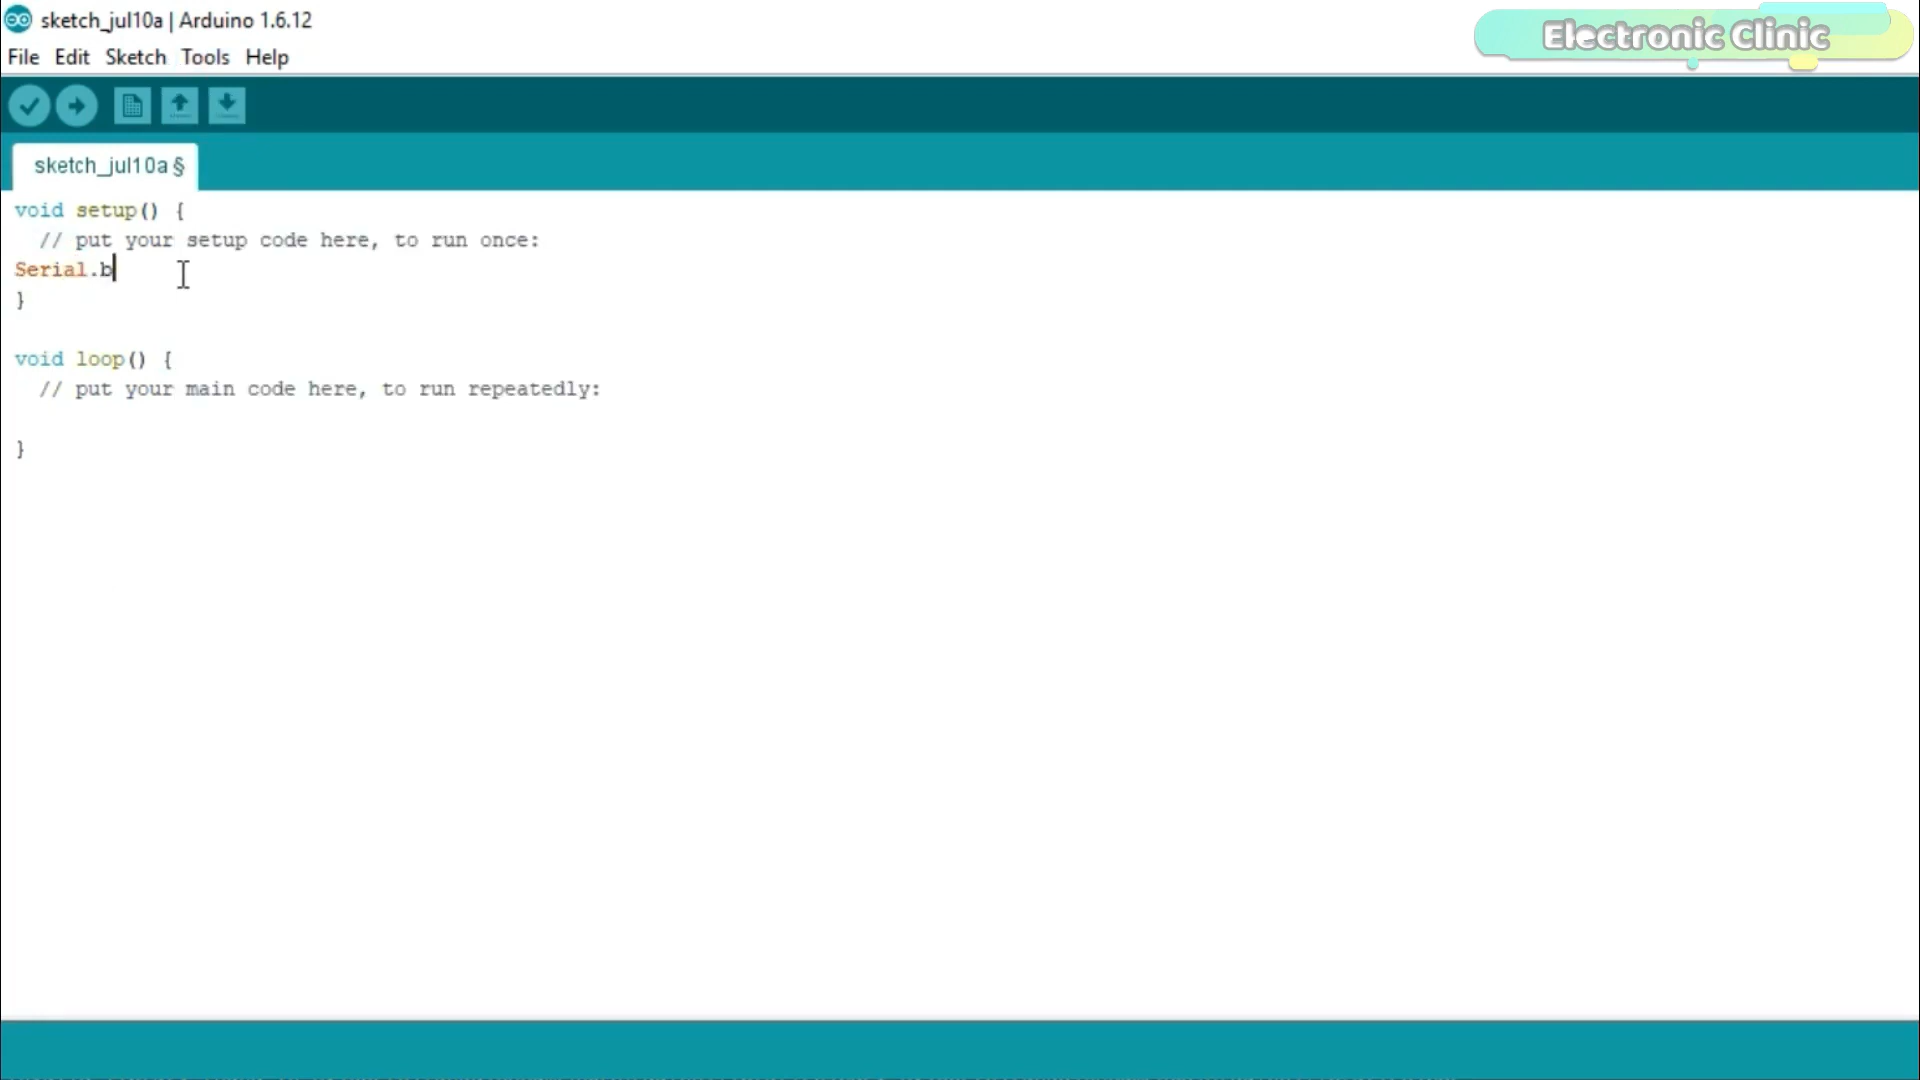 sketch_jul10a | Arduino 1.6.12
Electronic Clinic
File Edit Sketch Tools Help
sketch_jul10a §
void setup() {
  // put your setup code here, to run once:
Serial.b
}
void loop() {
  // put your main code here, to run repeatedly:
}